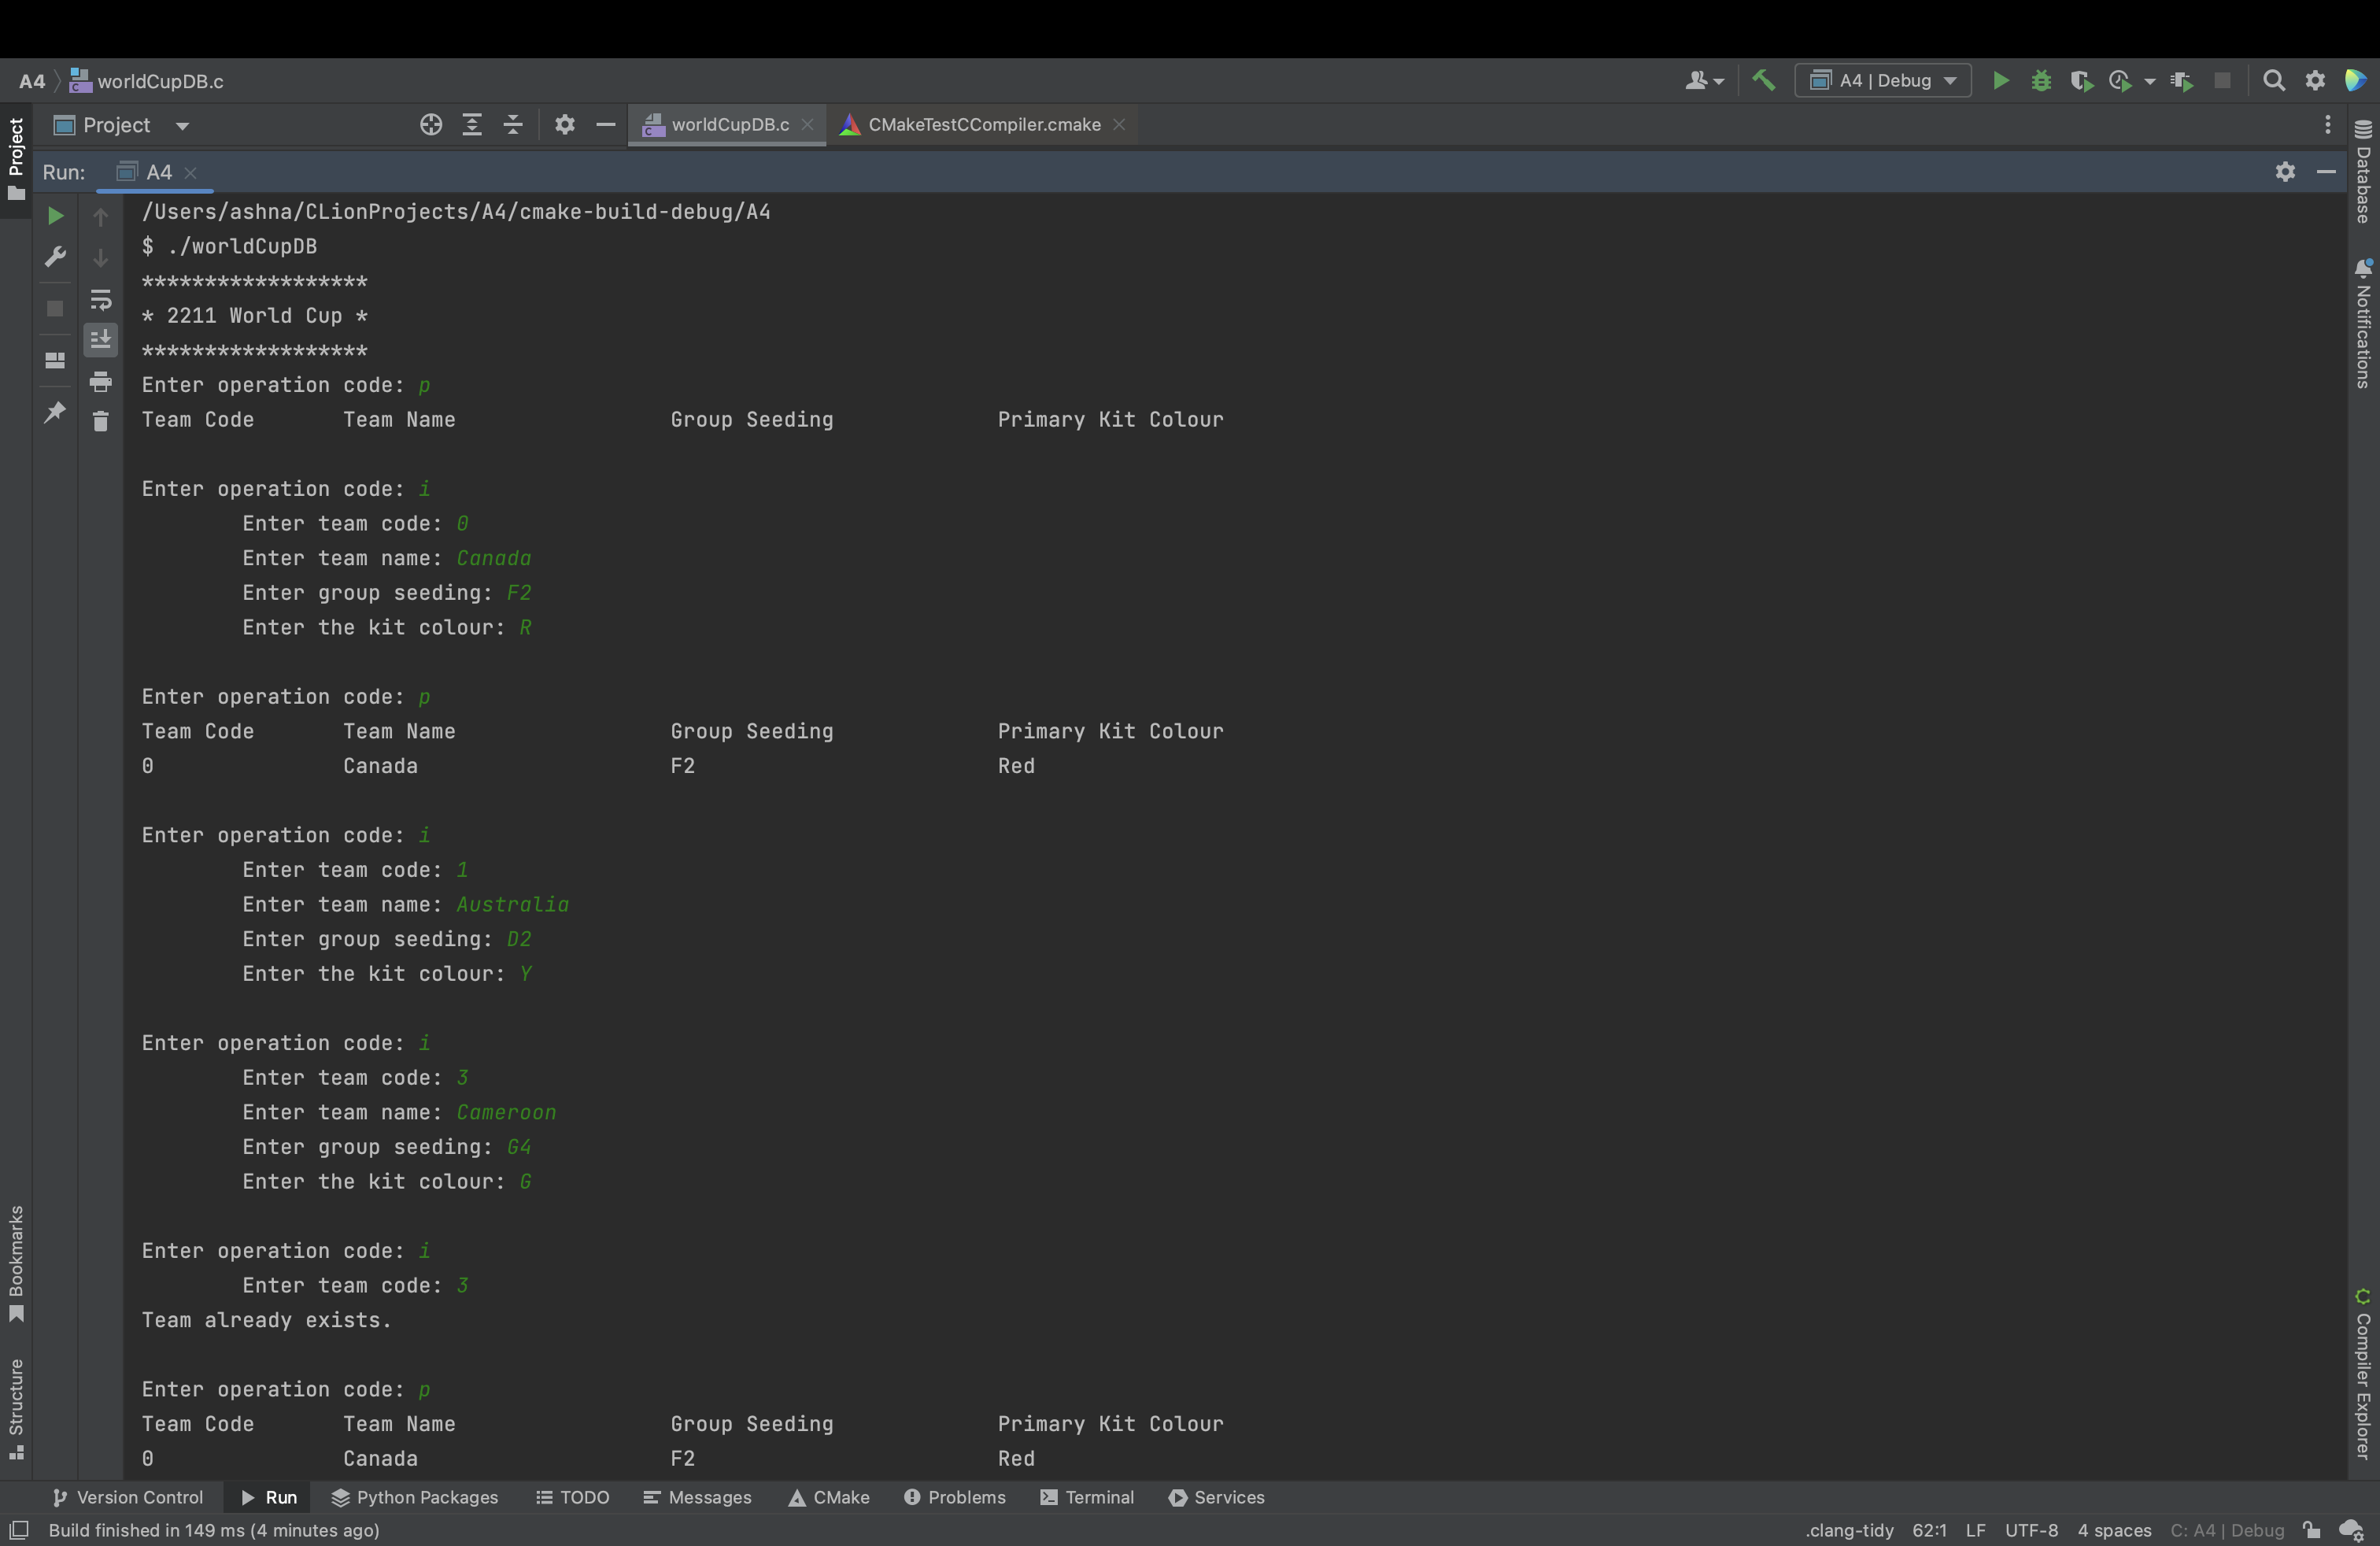 A4 worldCupDB.c A4 | Debug
Project worldCupDB.c CMakeTestCCompiler.cmake
Run: A4
/Users/ashna/CLionProjects/A4/cmake-build-debug/A4
$ ./worldCupDB
******************
* 2211 World Cup *
******************
Enter operation code: p
Team Code Team Name Group Seeding Primary Kit Colour
Enter operation code: i
Enter team code: 0
Enter team name: Canada
Enter group seeding: F2
Enter the kit colour: R
Enter operation code: p
Team Code Team Name Group Seeding Primary Kit Colour
0 Canada F2 Red
Enter operation code: i
Enter team code: 1
Enter team name: Australia
Enter group seeding: D2
Enter the kit colour: Y
Enter operation code: i
Enter team code: 3
Enter team name: Cameroon
Enter group seeding: G4
Enter the kit colour: G
Enter operation code: i
Enter team code: 3
Team already exists.
Enter operation code: p
Team Code Team Name Group Seeding Primary Kit Colour
0 Canada F2 Red
Project
Bookmarks
Structure
Database
Notifications
Compiler Explorer
Version Control Run Python Packages TODO Messages CMake Problems Terminal Services
Build finished in 149 ms (4 minutes ago) .clang-tidy 62:1 LF UTF-8 4 spaces C: A4 | Debug